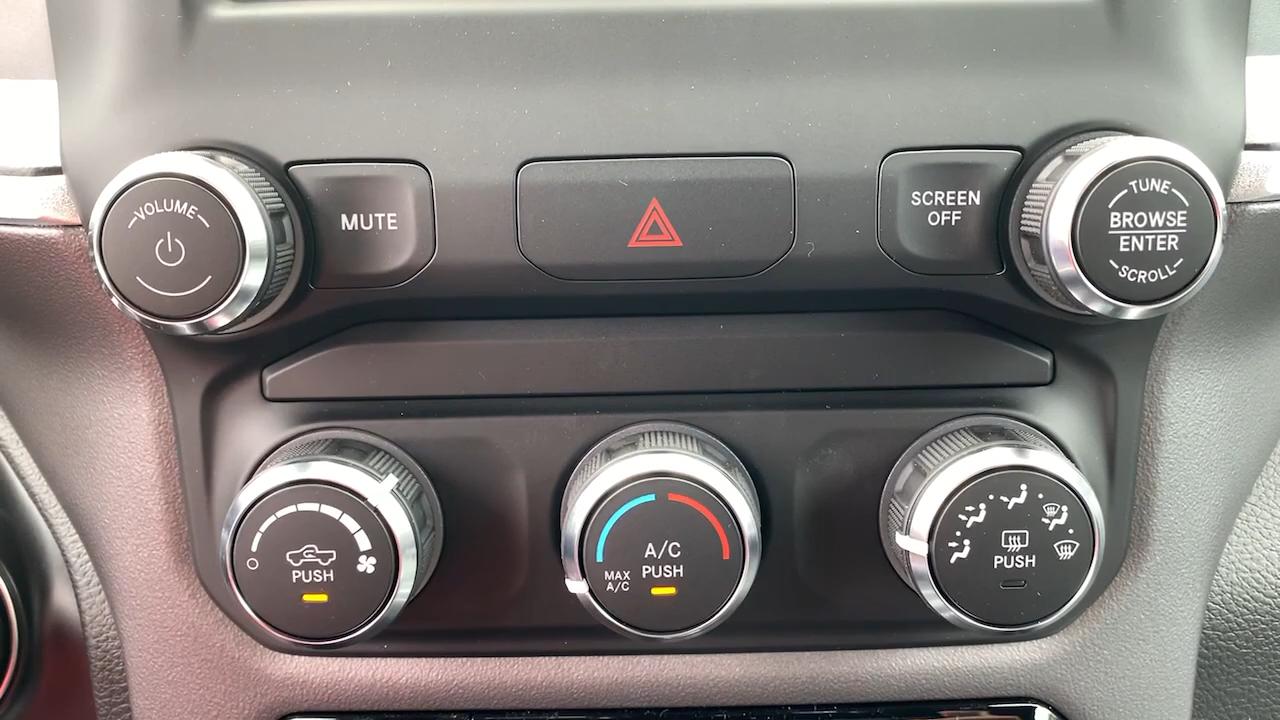 VOLUME
MUTE
SCREEN
OFF
TUNE
BROWSE
ENTER
SCROLL
PUSH
A/C
PUSH
MAX
A/C
PUSH